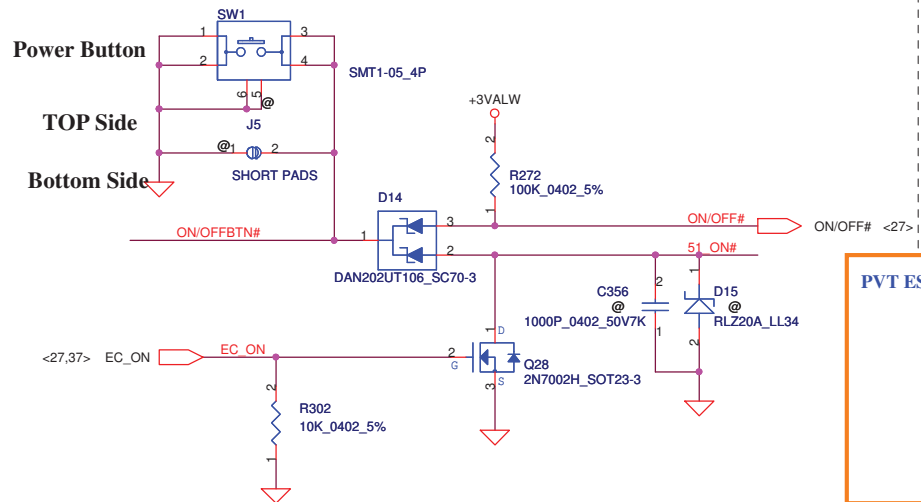 SW1
1
3
2
4
Power Button
SMT1-05_4P
6
5
@
TOP Side
J5
@
1
2
SHORT PADS
Bottom Side
+3VALW
2
R272
100K_0402_5%
1
D14
3
ON/OFF#
ON/OFF# <27>
ON/OFFBTN#
1
2
51_ON#
DAN202UT106_SC70-3
C356
2
@
1000P_0402_50V7K
1
1
D15
@
RLZ20A_LL34
2
PVT ES
1
D
<27,37> EC_ON
EC_ON
2
G
Q28
2N7002H_SOT23-3
3
S
2
R302
10K_0402_5%
1